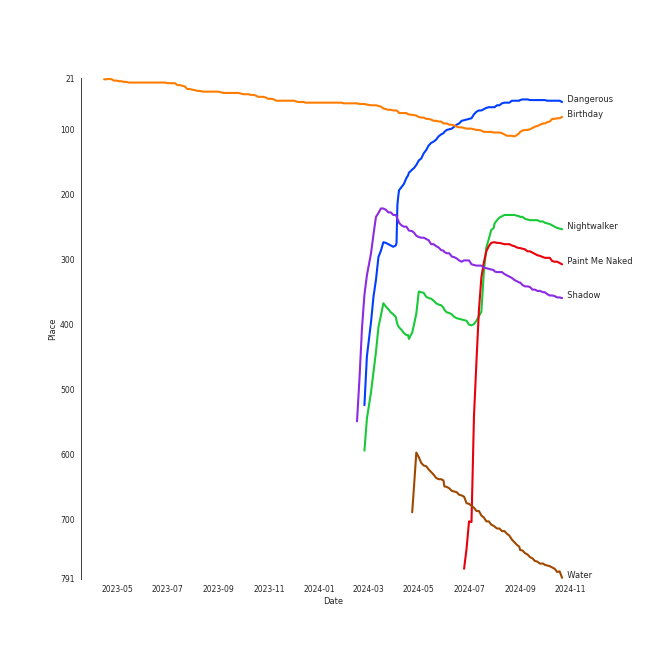 21
100
200
300
400
500
600
700
791
Place
2023-05
2023-07
2023-09
2023-11
2024-01
2024-03
2024-05
2024-07
2024-09
2024-11
Date
Dangerous
Birthday
Nightwalker
Paint Me Naked
Shadow
Water